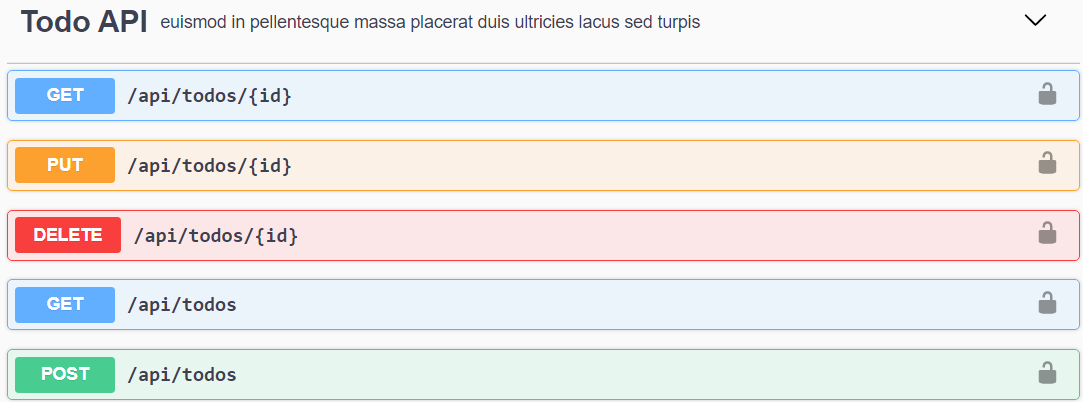 Todo API euismod in pellentesque massa placerat duis ultricies lacus sed turpis
GET /api/todos/{id}
PUT /api/todos/{id}
DELETE /api/todos/{id}
GET /api/todos
POST /api/todos